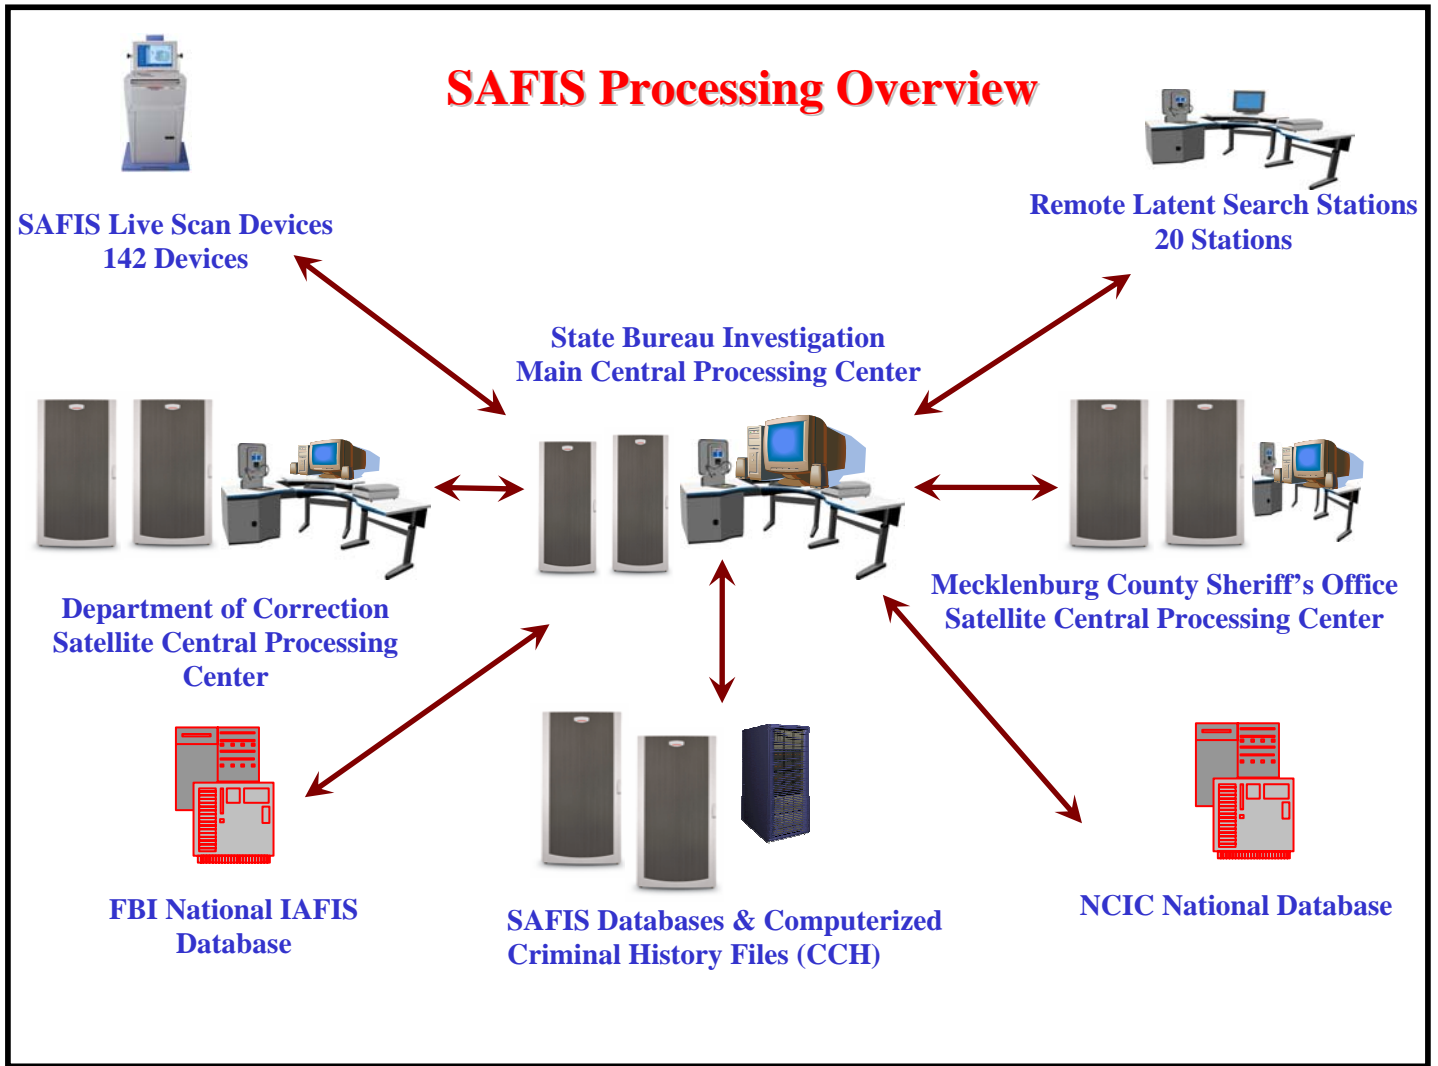 SAFIS Processing Overview
SAFIS Live Scan Devices
142 Devices
Remote Latent Search Stations
20 Stations
State Bureau Investigation
Main Central Processing Center
Department of Correction
Satellite Central Processing
Center
Mecklenburg County Sheriff’s Office
Satellite Central Processing Center
FBI National IAFIS
Database
SAFIS Databases & Computerized
Criminal History Files (CCH)
NCIC National Database